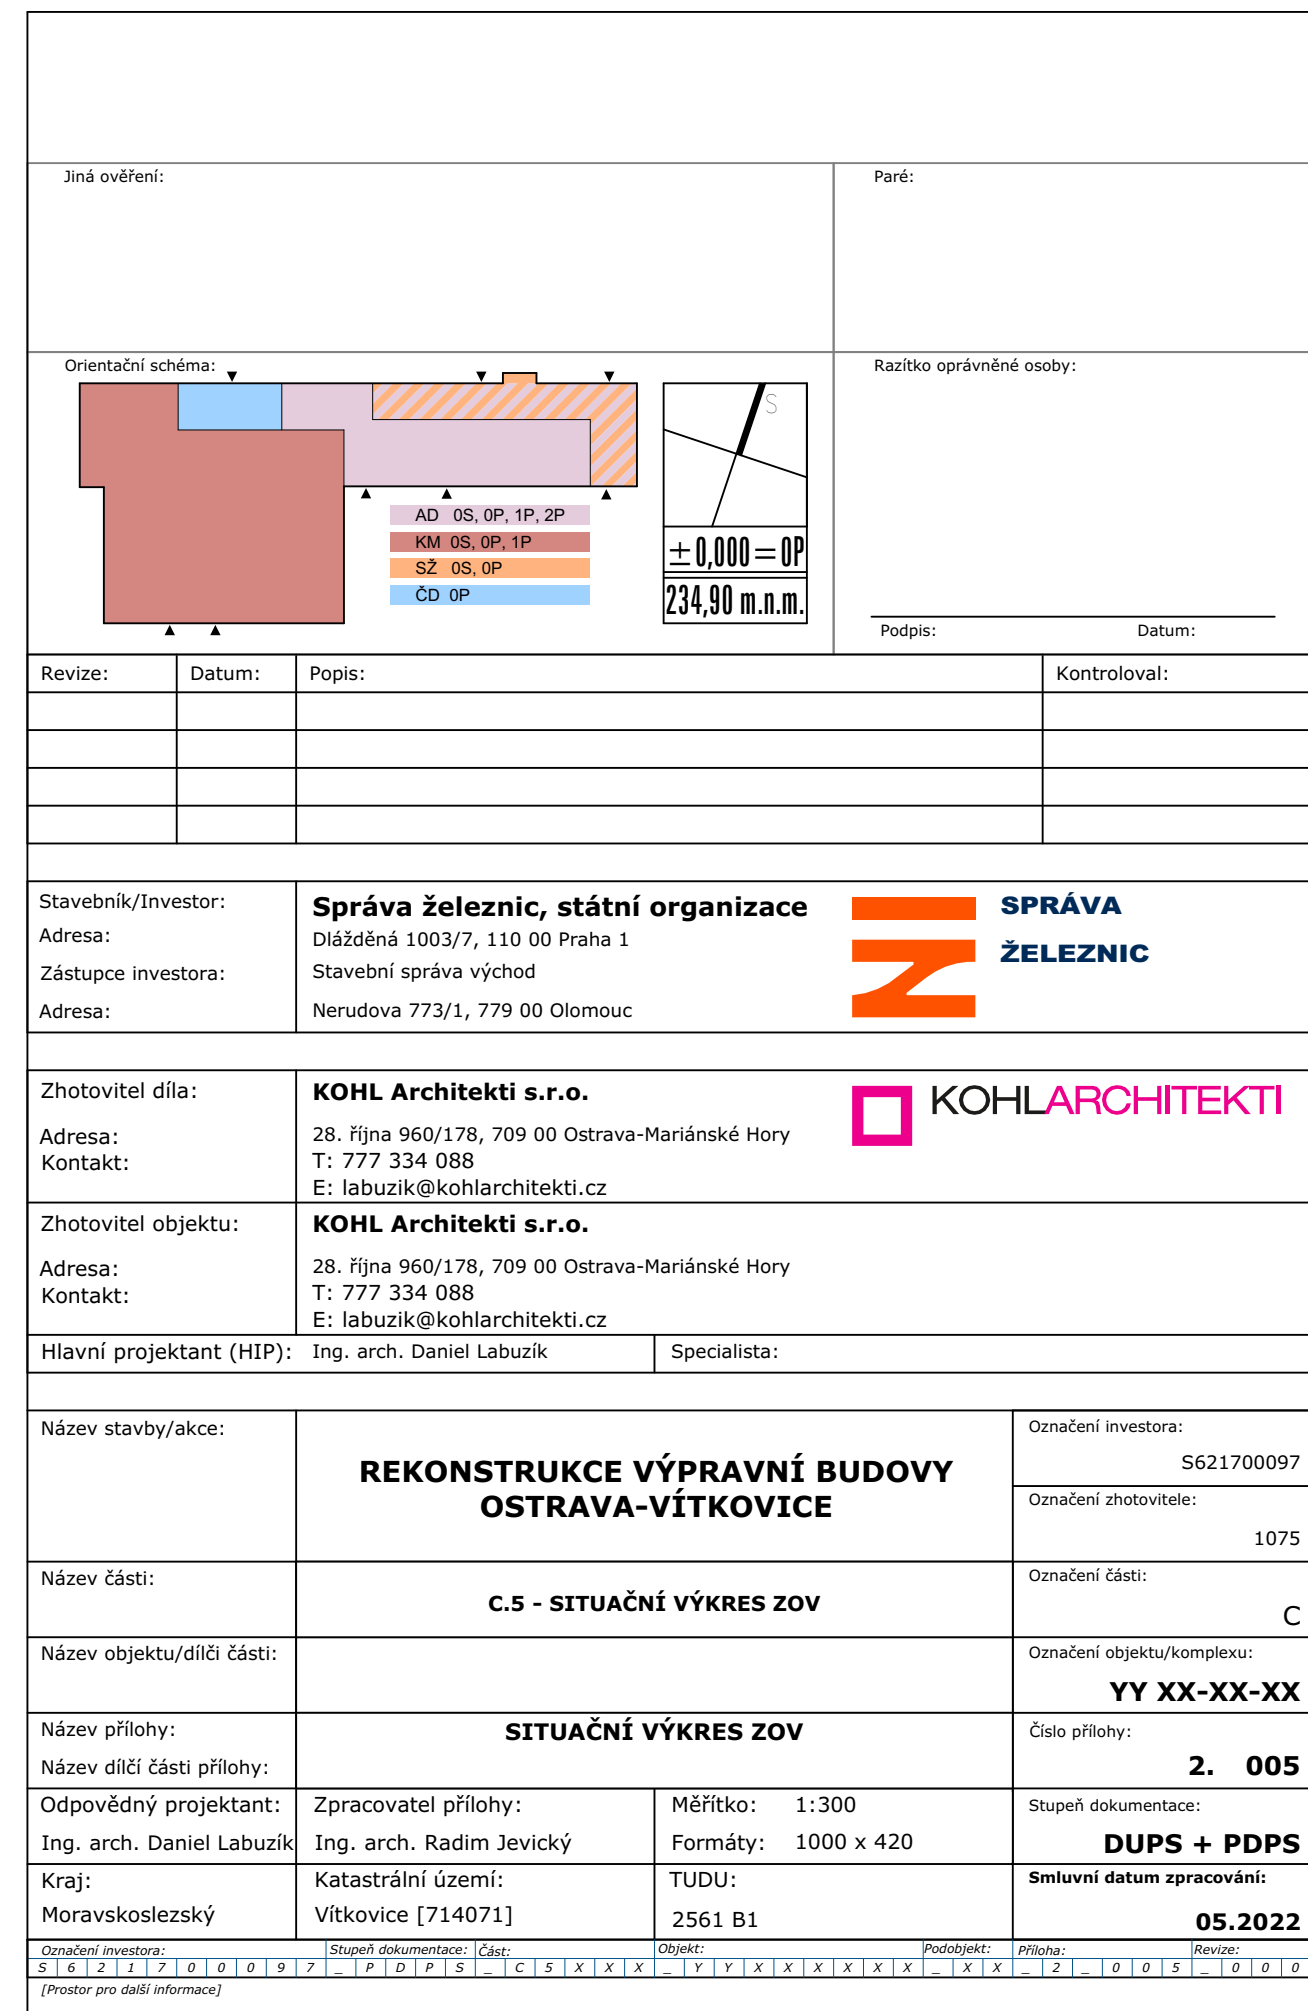 Jiná ověření:
Paré:
Orientační schéma:
Razítko oprávněné osoby:
S
AD 0S, 0P, 1P, 2P
KM 0S, 0P, 1P
SŽ 0S, 0P
ČD 0P
±0,000=0P
234,90 m.n.m.
Podpis: Datum:
Revize: Datum: Popis: Kontroloval:
Stavebník/Investor: Správa železnic, státní organizace
Adresa: Dlážděná 1003/7, 110 00 Praha 1
Zástupce investora: Stavební správa východ
Adresa: Nerudova 773/1, 779 00 Olomouc
SPRÁVA
ŽELEZNIC
Zhotovitel díla: KOHL Architekti s.r.o.
KOHLARCHITEKTI
Adresa: 28. října 960/178, 709 00 Ostrava-Mariánské Hory
Kontakt: T: 777 334 088
E: labuzik@kohlarchitekti.cz
Zhotovitel objektu: KOHL Architekti s.r.o.
Adresa: 28. října 960/178, 709 00 Ostrava-Mariánské Hory
Kontakt: T: 777 334 088
E: labuzik@kohlarchitekti.cz
Hlavní projektant (HIP): Ing. arch. Daniel Labuzík Specialista:
Název stavby/akce:
REKONSTRUKCE VÝPRAVNÍ BUDOVY
OSTRAVA-VÍTKOVICE
Označení investora:
S621700097
Označení zhotovitele:
1075
Název části:
C.5 - SITUAČNÍ VÝKRES ZOV
Označení části:
C
Název objektu/dílči části:
Označení objektu/komplexu:
YY XX-XX-XX
Název přílohy: SITUAČNÍ VÝKRES ZOV
Číslo přílohy:
Název dílčí části přílohy:
2. 005
Odpovědný projektant: Zpracovatel přílohy: Měřítko: 1:300 Stupeň dokumentace:
Ing. arch. Daniel Labuzík Ing. arch. Radim Jevický Formáty: 1000 x 420 DUPS + PDPS
Kraj: Katastrální území: TUDU: Smluvní datum zpracování:
Moravskoslezský Vítkovice [714071] 2561 B1 05.2022
Označení investora: Stupeň dokumentace: Část: Objekt: Podobjekt: Příloha: Revize:
S 6 2 1 7 0 0 0 9 7 _ P D P S _ C 5 X X X _ Y Y X X X X X X _ X X _ 2 _ 0 0 5 _ 0 0 0
[Prostor pro další informace]